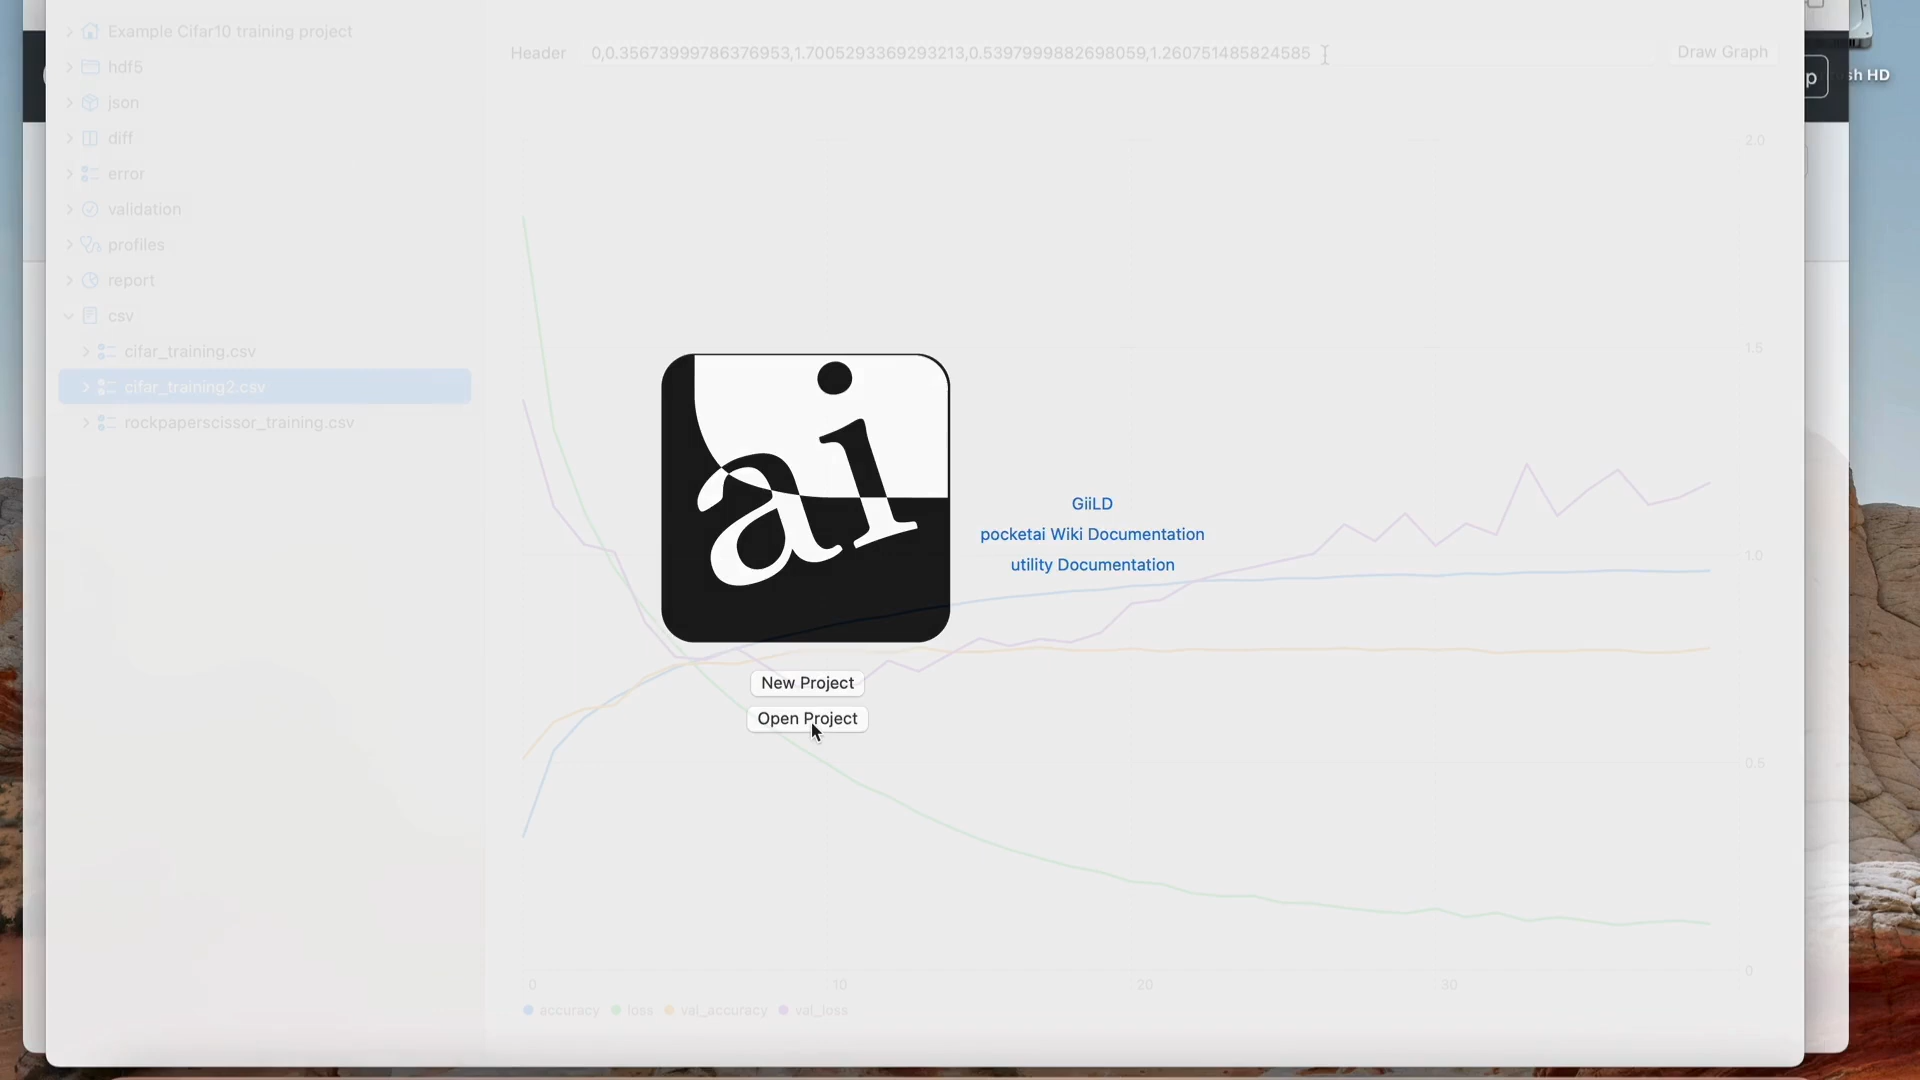 Example Cifar10 training project
hdf5
json
diff
error
validation
profiles
report
csv
cifar_training.csv
cifar_training2.csv
rockpaperscissor_training.csv
Header 0,0.35673999786376953,1.7005293369293213,0.5397999882698059,1.260751485824585 Draw Graph
p
sh HD
2.0
1.5
1.0
0.5
0
ai
GiiLD
pocketai Wiki Documentation
utility Documentation
New Project
Open Project
0 10 20 30
accuracy loss val_accuracy val_loss